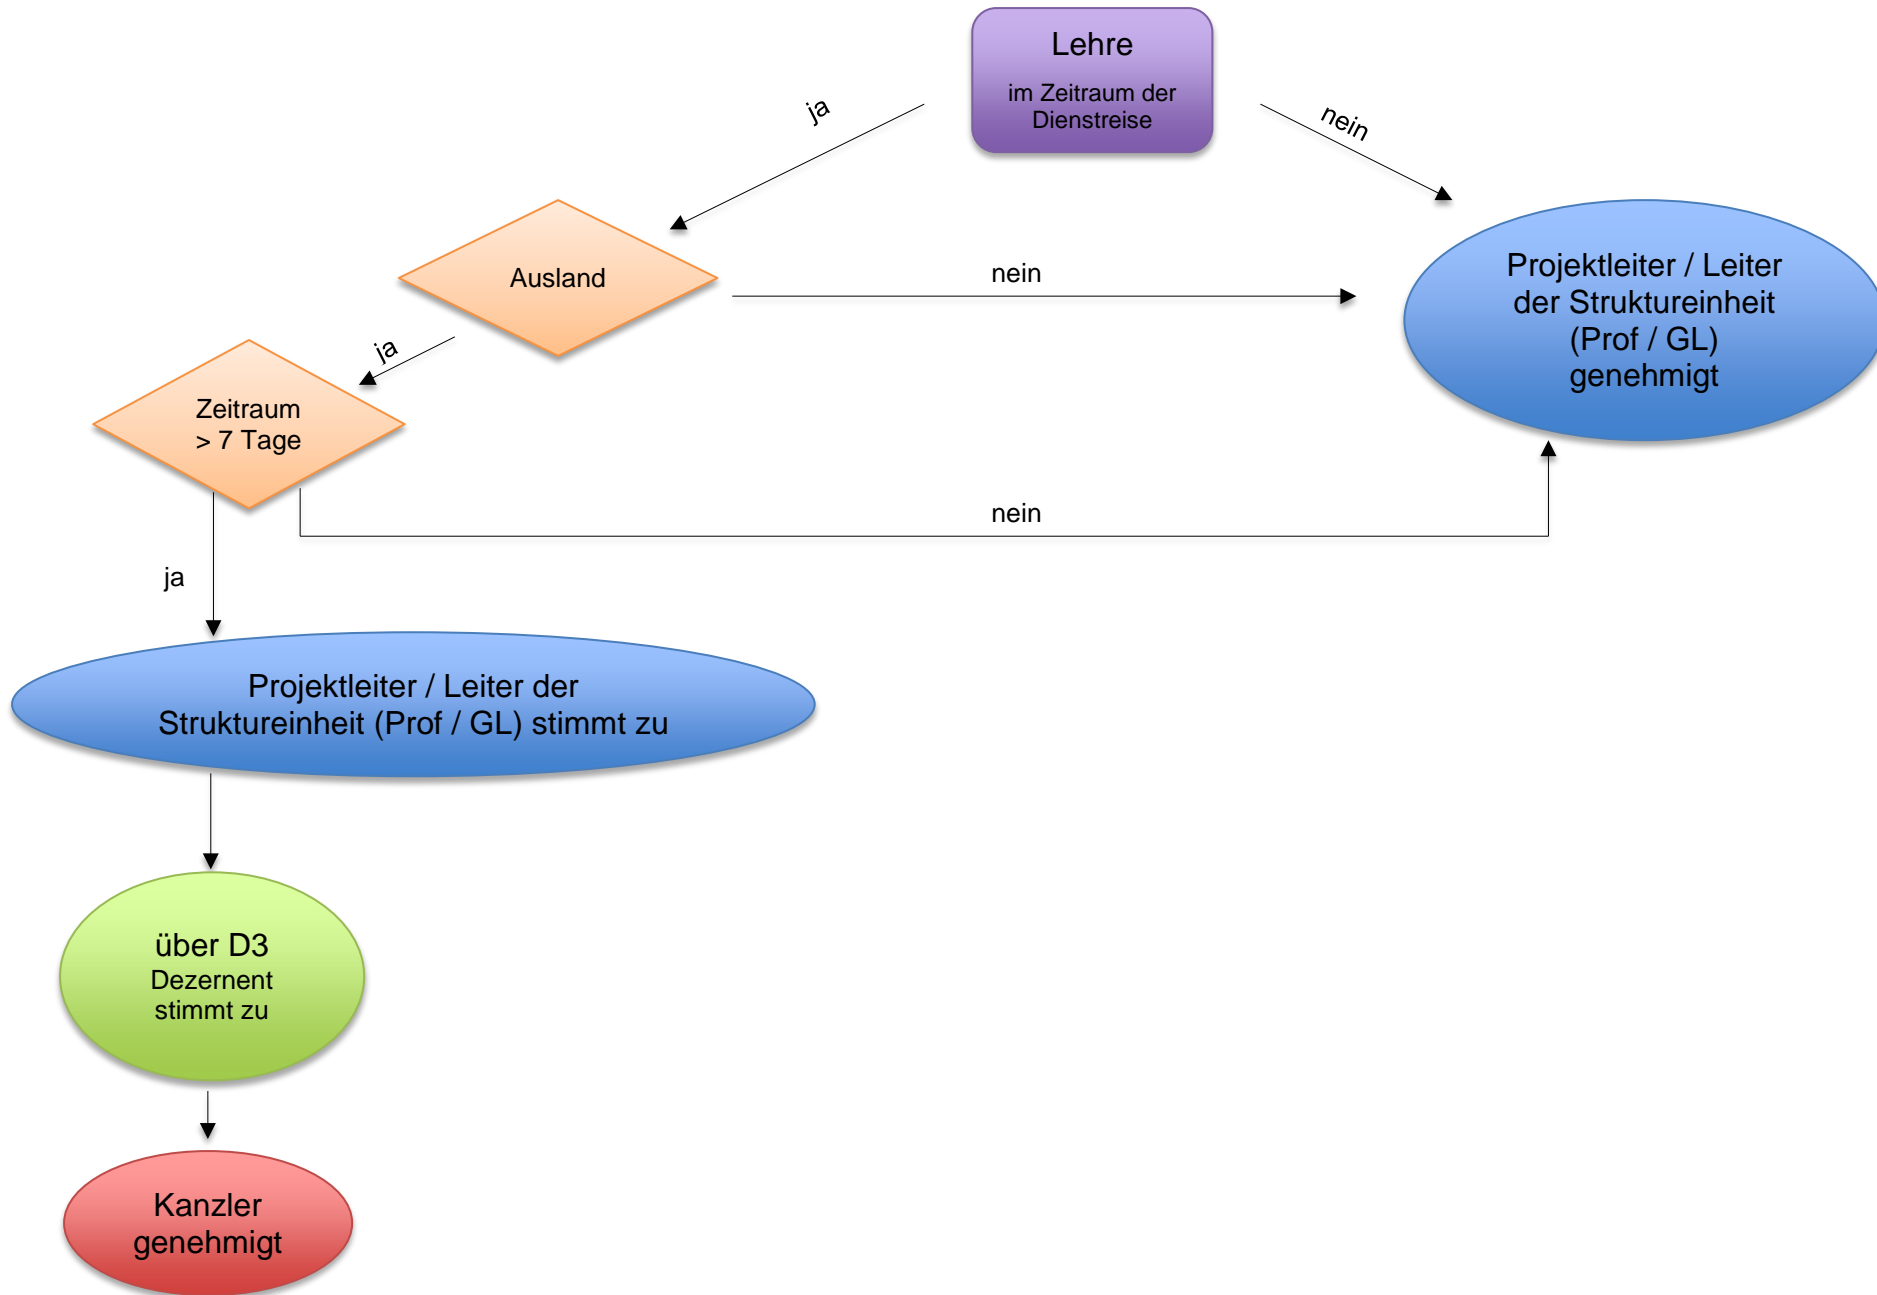 Lehre
im Zeitraum der
Dienstreise
ja
nein
Ausland
nein
Projektleiter / Leiter
der Struktureinheit
(Prof / GL)
genehmigt
ja
Zeitraum
> 7 Tage
nein
ja
Projektleiter / Leiter der
Struktureinheit (Prof / GL) stimmt zu
über D3
Dezernent
stimmt zu
Kanzler
genehmigt